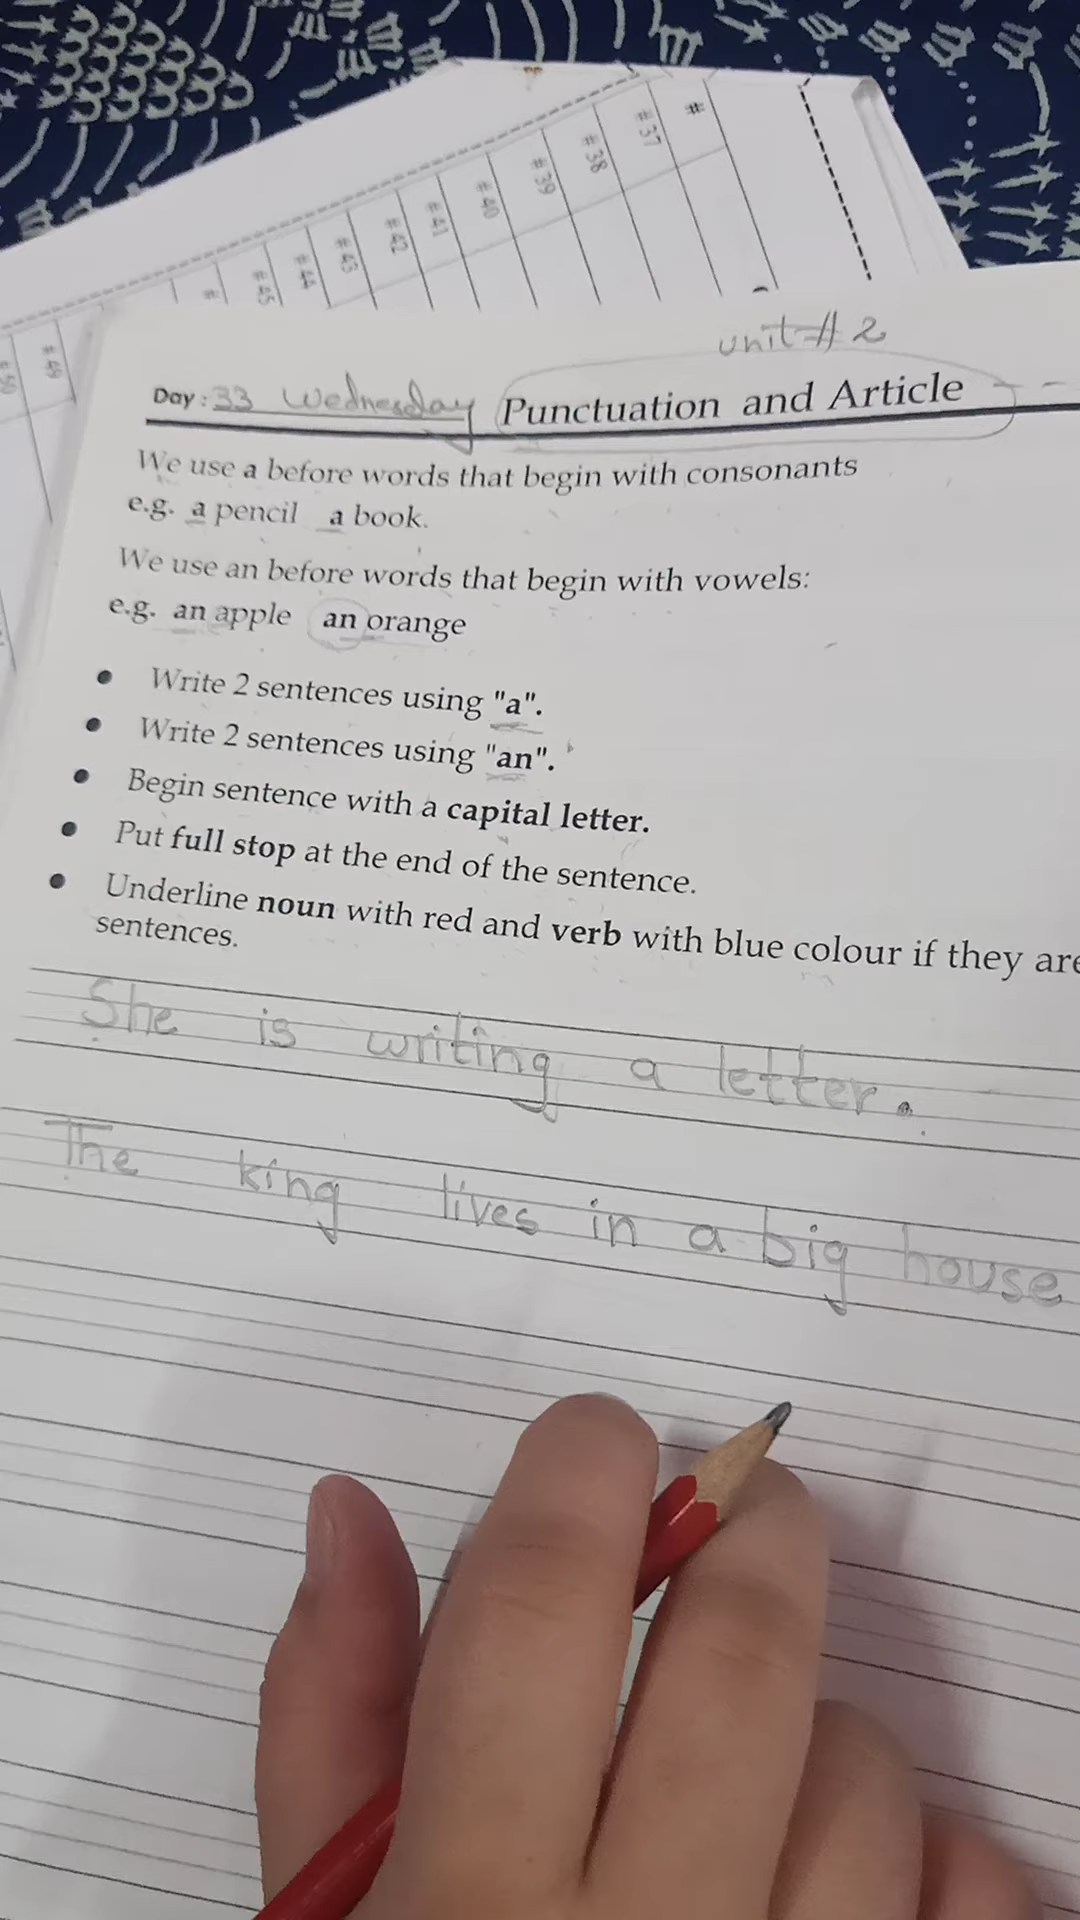 #
#37
#38
#39
#40
#41
#42
#43
#44
#45
#
#49
#50
unit # 2
Day: 33 Wednesday Punctuation and Article
We use a before words that begin with consonants
e.g. a pencil a book.
We use an before words that begin with vowels:
e.g. an apple an orange
• Write 2 sentences using "a".
• Write 2 sentences using "an".
• Begin sentence with a capital letter.
• Put full stop at the end of the sentence.
• Underline noun with red and verb with blue colour if they are
sentences.
She is writing a letter.
The king lives in a big house